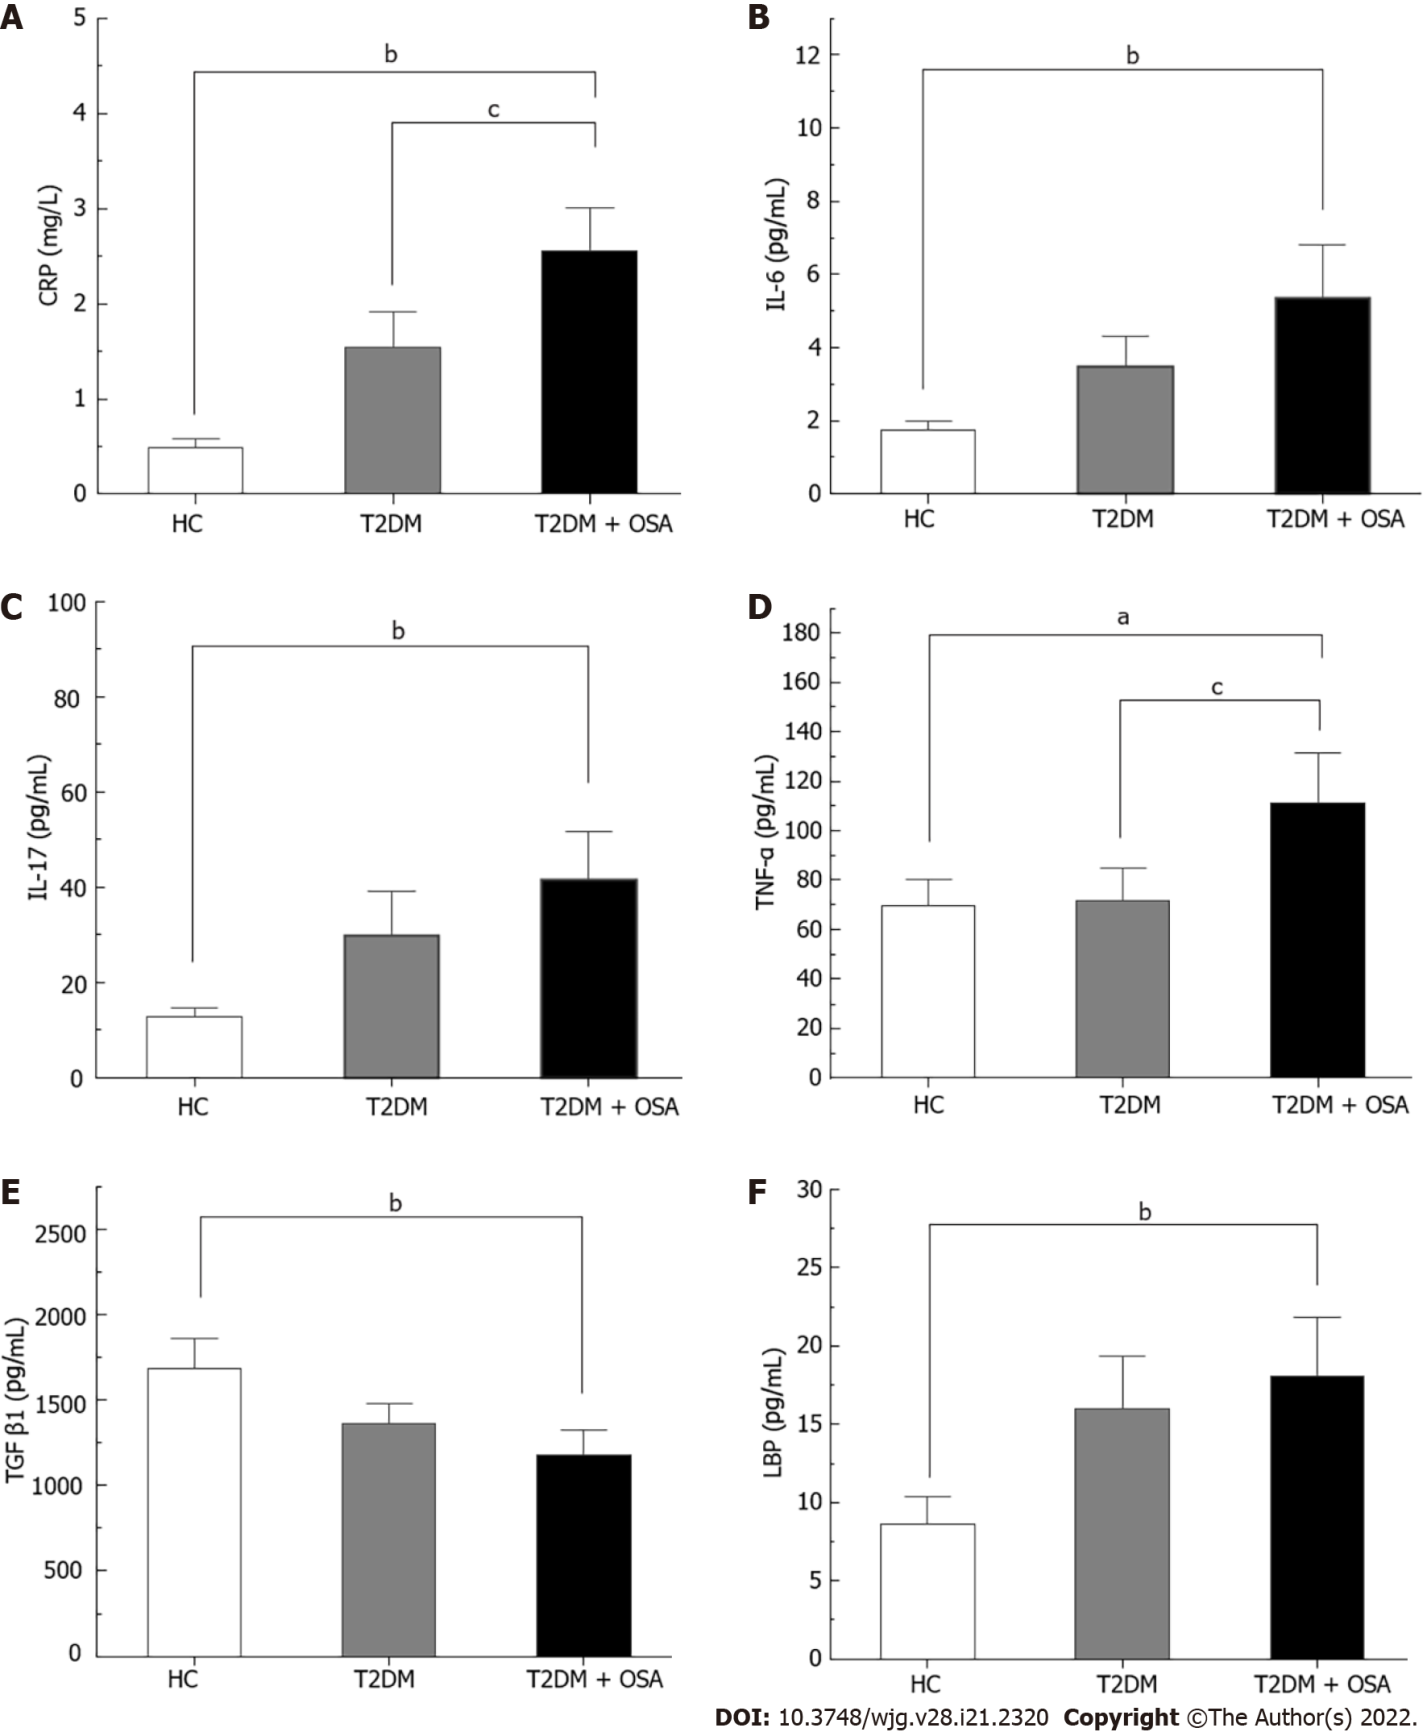 A
5
4
3
2
1
0
CRP (mg/L)
b
c
HC
T2DM
T2DM + OSA
B
12
10
8
6
4
2
0
IL-6 (pg/mL)
b
HC
T2DM
T2DM + OSA
C
100
80
60
40
20
0
IL-17 (pg/mL)
b
HC
T2DM
T2DM + OSA
D
180
160
140
120
100
80
60
40
20
0
TNF-α (pg/mL)
a
c
HC
T2DM
T2DM + OSA
E
2500
2000
1500
1000
500
0
TGF β1 (pg/mL)
b
HC
T2DM
T2DM + OSA
F
30
25
20
15
10
5
0
LBP (pg/mL)
b
HC
T2DM
T2DM + OSA
DOI: 10.3748/wjg.v28.i21.2320 Copyright ©The Author(s) 2022.